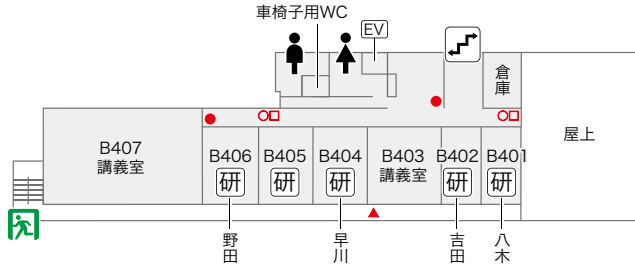 車椅子用WC
EV
倉庫
屋上
B407
講義室
B406
研
B405
研
B404
研
B403
講義室
B402
研
B401
研
野田
早川
吉田
八木